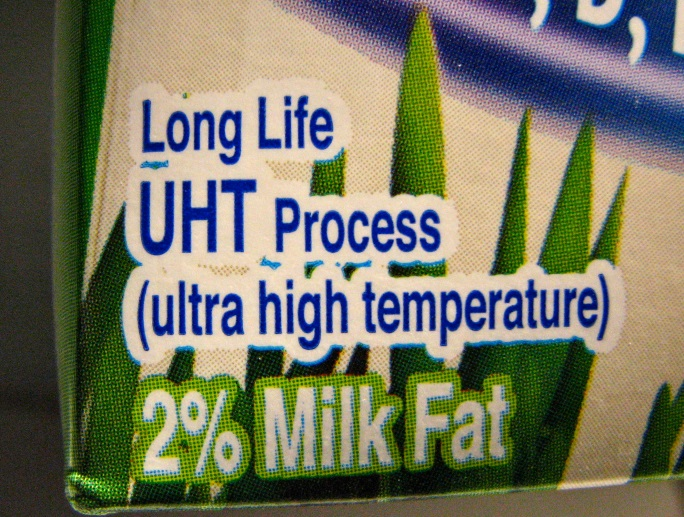 , D,
Long Life
UHT Process
(ultra high temperature)
2% Milk Fat